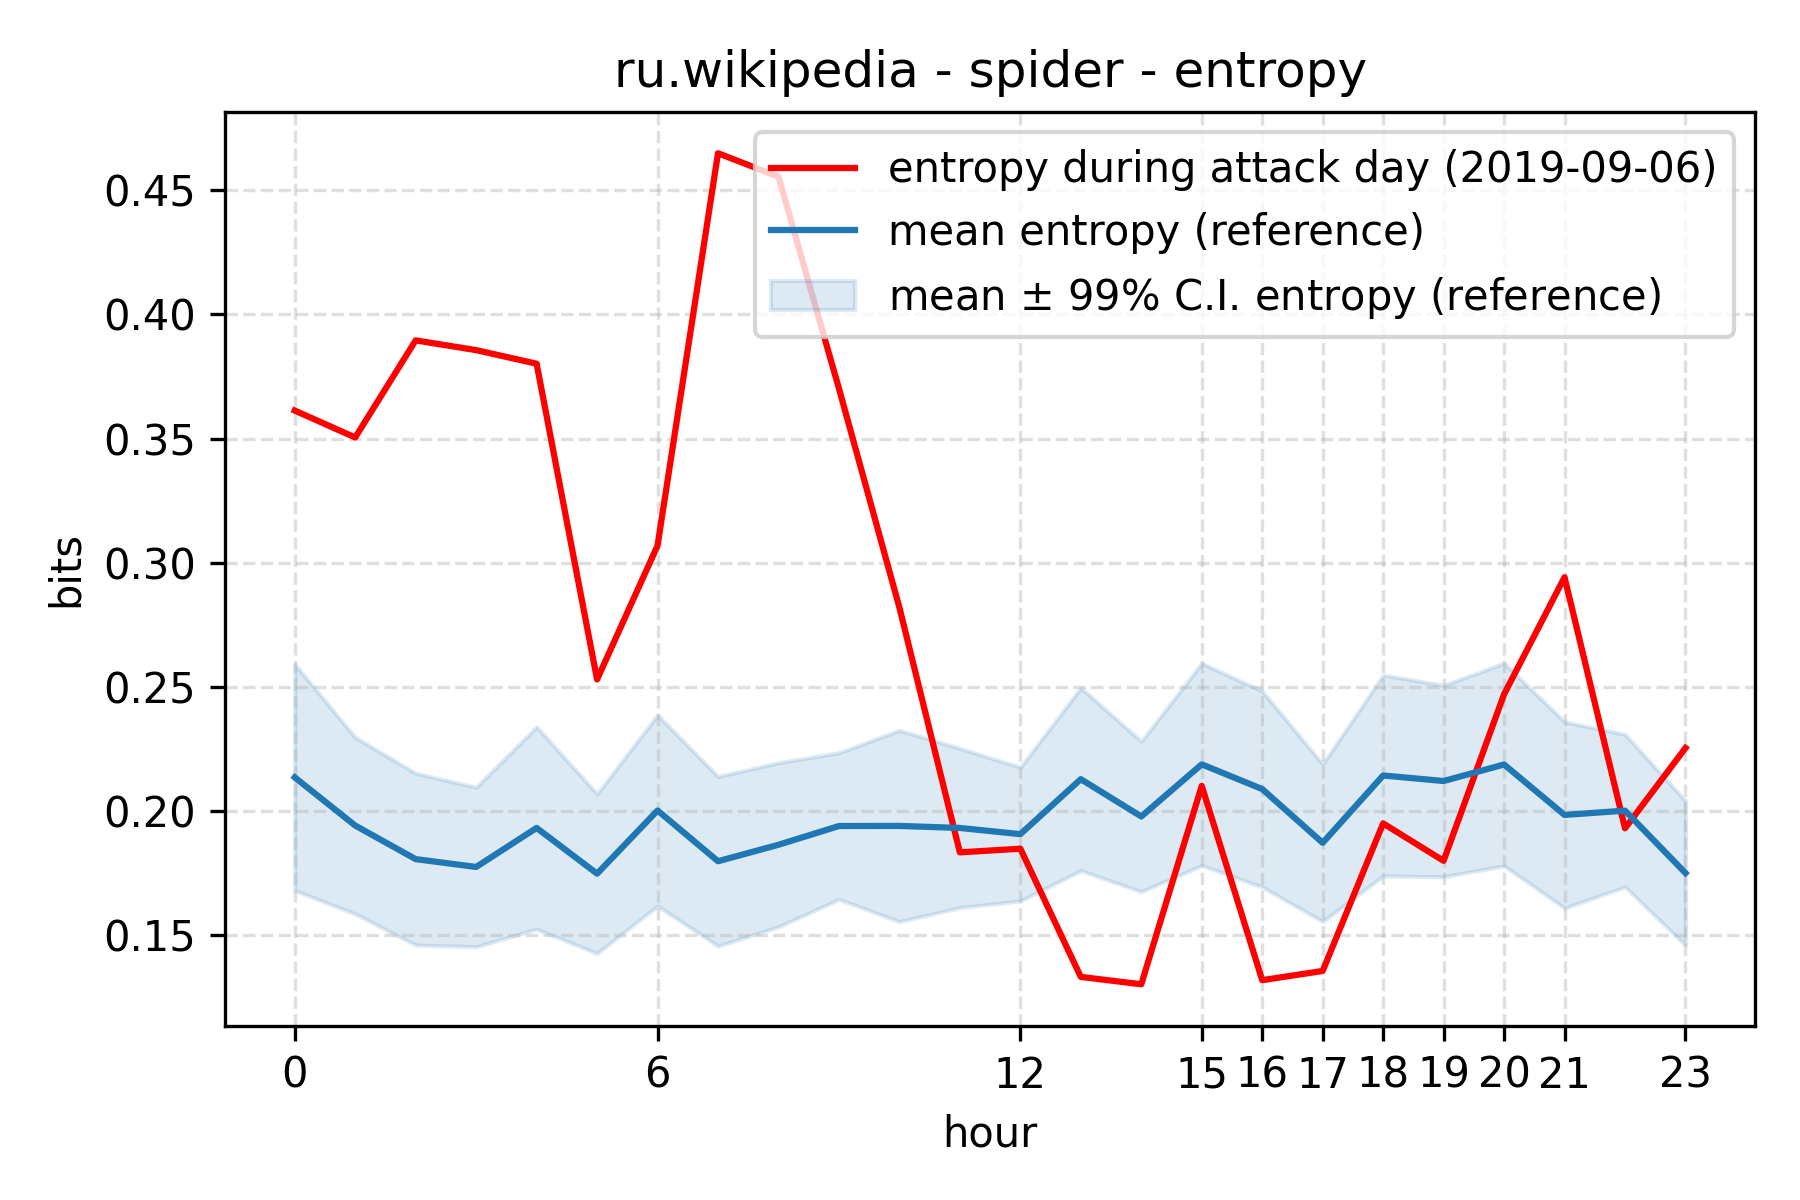 ru.wikipedia - spider - entropy
entropy during attack day (2019-09-06)
mean entropy (reference)
mean ± 99% C.I. entropy (reference)
0.45
0.40
0.35
0.30
0.25
0.20
0.15
bits
0 6 12 15 16 17 18 19 20 21 23
hour